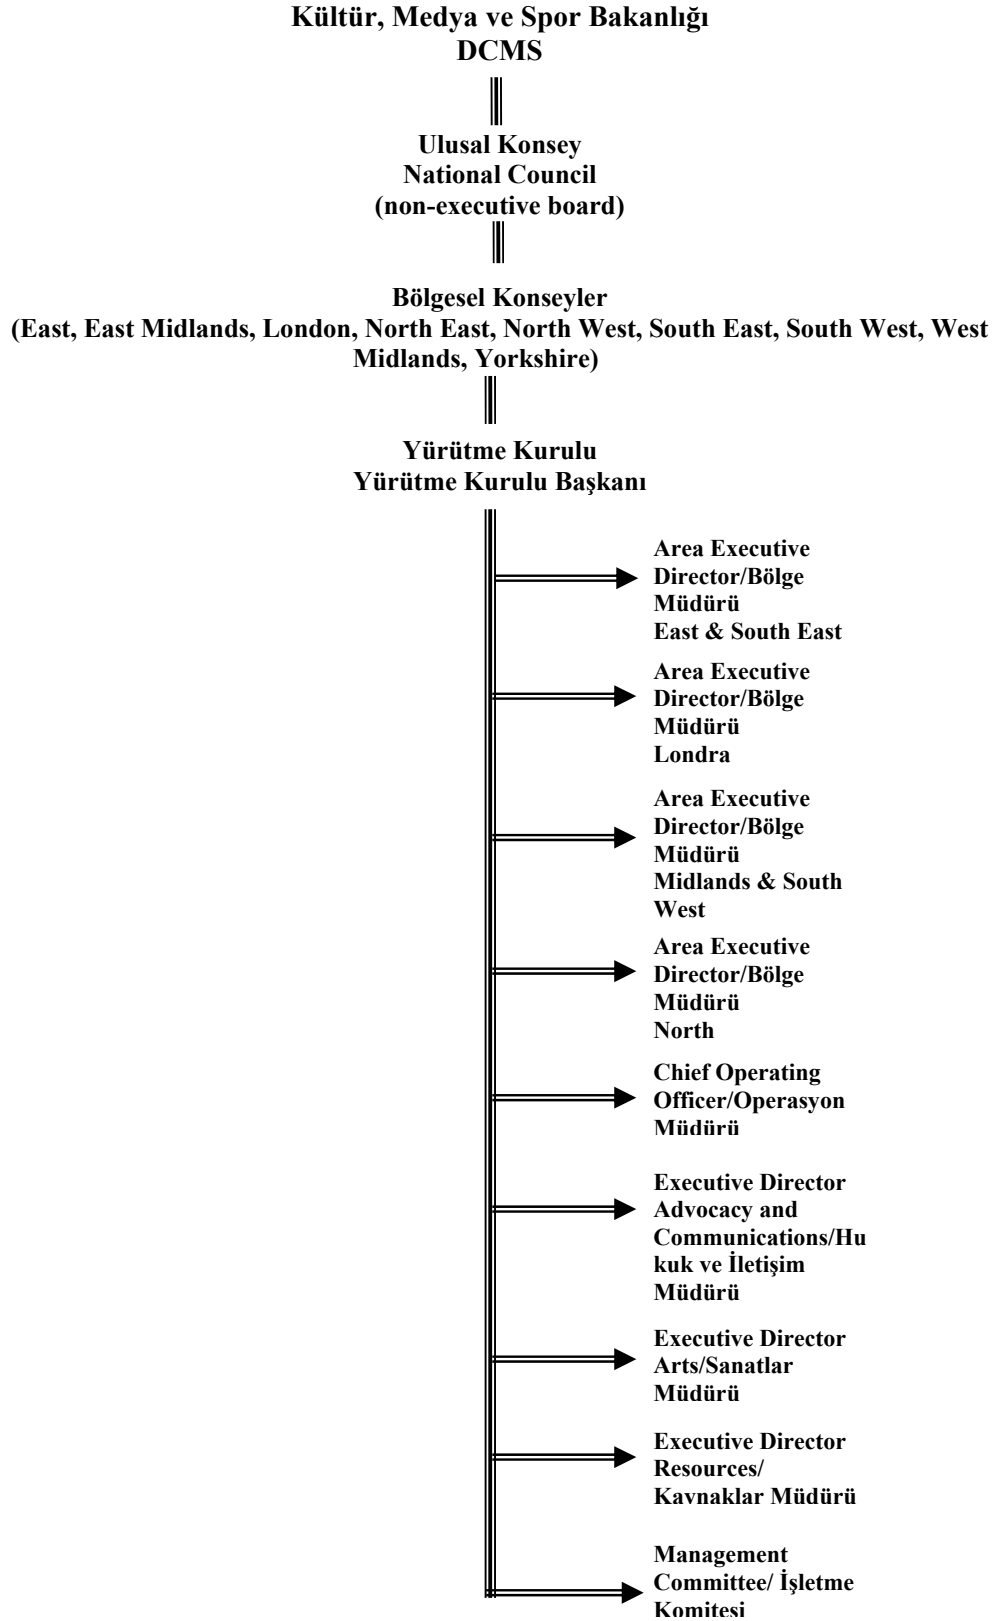 Kültür, Medya ve Spor Bakanlığı
DCMS
Ulusal Konsey
National Council
(non-executive board)
Bölgesel Konseyler
(East, East Midlands, London, North East, North West, South East, South West, West
Midlands, Yorkshire)
Yürütme Kurulu
Yürütme Kurulu Başkanı
Area Executive
Director/Bölge
Müdürü
East & South East
Area Executive
Director/Bölge
Müdürü
Londra
Area Executive
Director/Bölge
Müdürü
Midlands & South
West
Area Executive
Director/Bölge
Müdürü
North
Chief Operating
Officer/Operasyon
Müdürü
Executive Director
Advocacy and
Communications/Hu
kuk ve İletişim
Müdürü
Executive Director
Arts/Sanatlar
Müdürü
Executive Director
Resources/
Kaynaklar Müdürü
Management
Committee/ İşletme
Komitesi